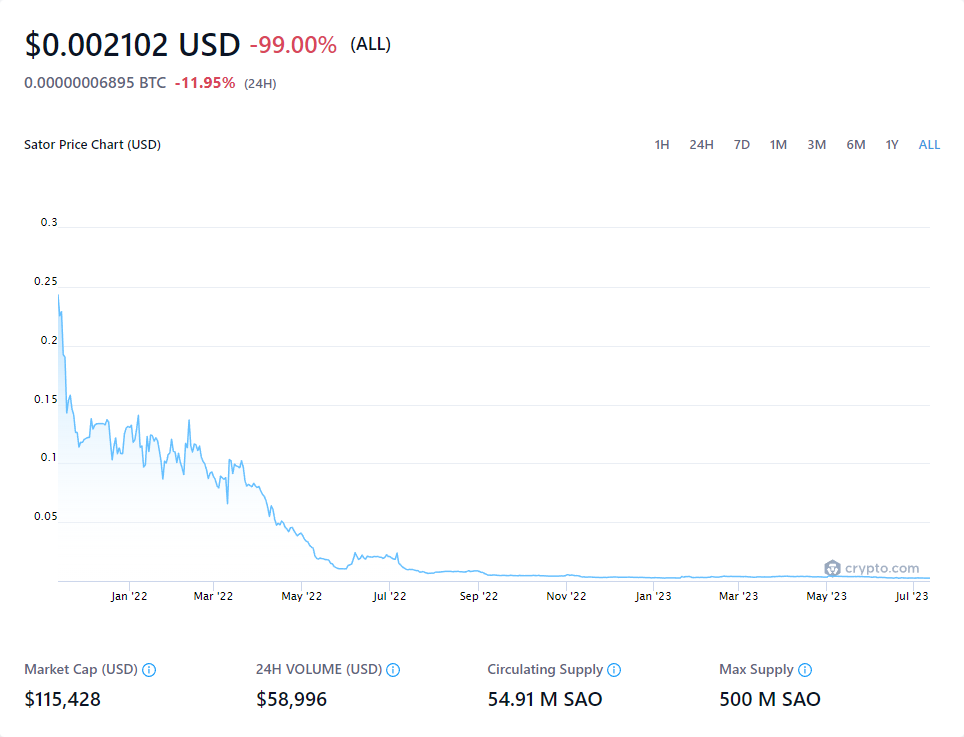 $0.002102 USD -99.00% (ALL)
0.00000006895 BTC -11.95% (24H)
Sator Price Chart (USD) 1H 24H 7D 1M 3M 6M 1Y ALL
0.3
0.25
0.2
0.15
0.1
0.05
crypto.com
Jan '22 Mar '22 May '22 Jul '22 Sep '22 Nov '22 Jan '23 Mar '23 May '23 Jul '23
Market Cap (USD) 24H VOLUME (USD) Circulating Supply Max Supply
$115,428 $58,996 54.91 M SAO 500 M SAO